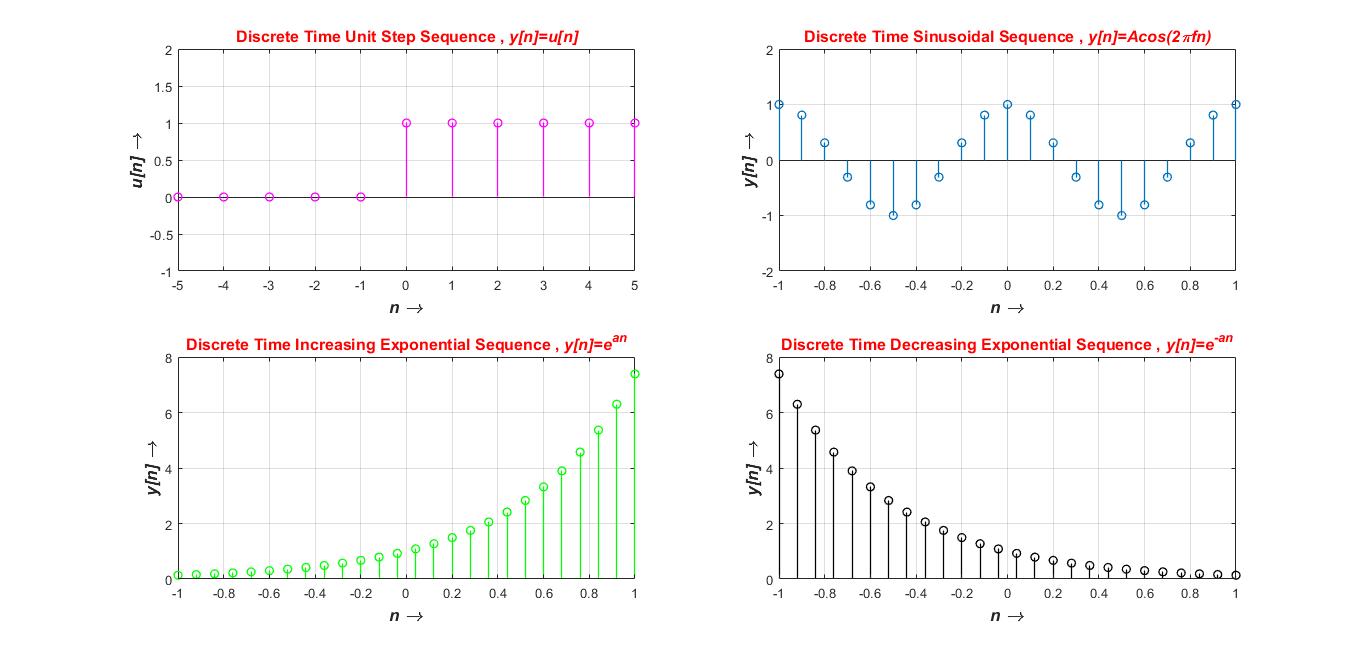 Discrete Time Unit Step Sequence , y[n]=u[n]
2
1.5
1
0.5
0
-0.5
-1
u[n] →
-5 -4 -3 -2 -1 0 1 2 3 4 5
n →
Discrete Time Sinusoidal Sequence , y[n]=Acos(2πfn)
2
1
0
-1
-2
y[n] →
-1 -0.8 -0.6 -0.4 -0.2 0 0.2 0.4 0.6 0.8 1
n →
Discrete Time Increasing Exponential Sequence , y[n]=e^an
8
6
4
2
0
y[n] →
-1 -0.8 -0.6 -0.4 -0.2 0 0.2 0.4 0.6 0.8 1
n →
Discrete Time Decreasing Exponential Sequence , y[n]=e^-an
8
6
4
2
0
y[n] →
-1 -0.8 -0.6 -0.4 -0.2 0 0.2 0.4 0.6 0.8 1
n →